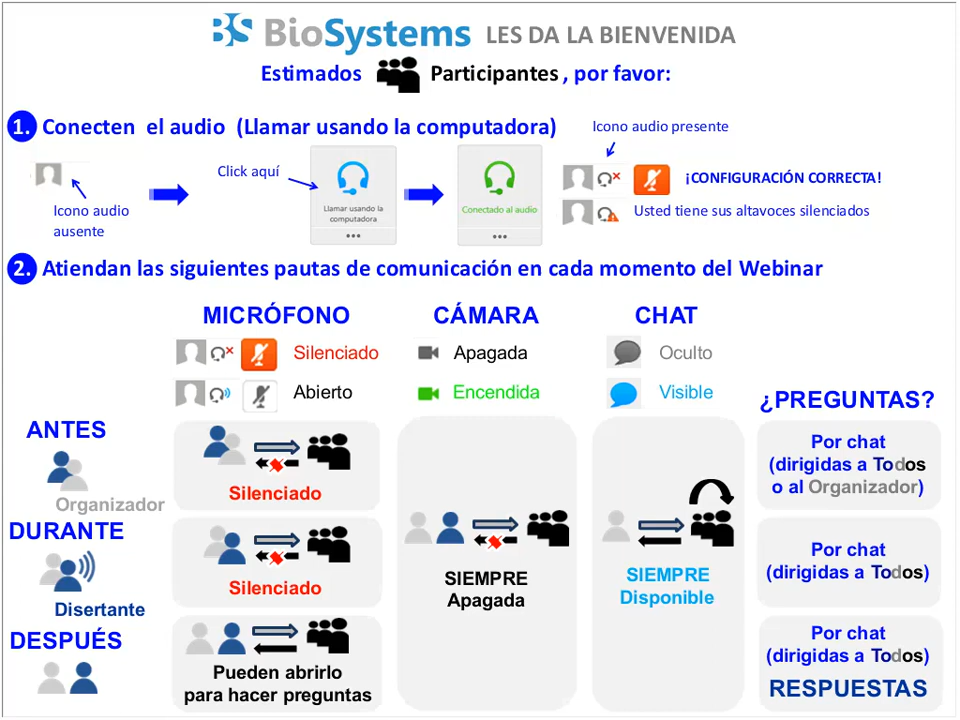 BS BioSystems LES DA LA BIENVENIDA
Estimados Participantes , por favor:
1. Conecten el audio (Llamar usando la computadora)
Icono audio presente
Click aquí
Icono audio
ausente
Llamar usando la
computadora
Conectado al audio
¡CONFIGURACIÓN CORRECTA!
Usted tiene sus altavoces silenciados
2. Atiendan las siguientes pautas de comunicación en cada momento del Webinar
MICRÓFONO CÁMARA CHAT
Silenciado Apagada Oculto
Abierto Encendida Visible
¿PREGUNTAS?
ANTES
Organizador
Silenciado
Por chat
(dirigidas a Todos
o al Organizador)
DURANTE
Disertante
Silenciado
SIEMPRE
Apagada
SIEMPRE
Disponible
Por chat
(dirigidas a Todos)
DESPUÉS
Pueden abrirlo
para hacer preguntas
Por chat
(dirigidas a Todos)
RESPUESTAS